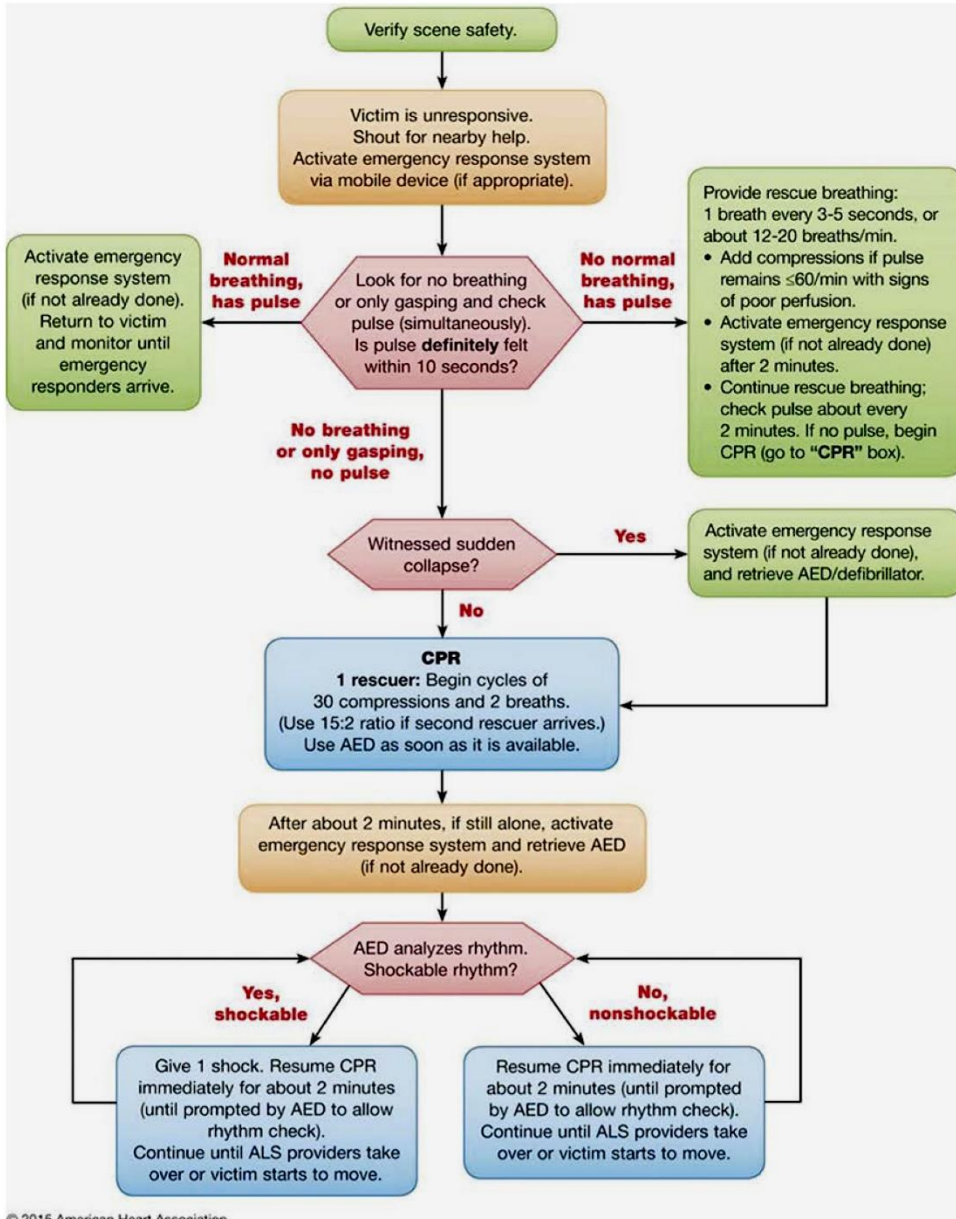 Verify scene safety.
Victim is unresponsive.
Shout for nearby help.
Activate emergency response system
via mobile device (if appropriate).
Provide rescue breathing:
1 breath every 3-5 seconds, or
about 12-20 breaths/min.
• Add compressions if pulse
remains ≤60/min with signs
of poor perfusion.
• Activate emergency response
system (if not already done)
after 2 minutes.
• Continue rescue breathing;
check pulse about every
2 minutes. If no pulse, begin
CPR (go to "CPR" box).
No normal
breathing,
has pulse
Look for no breathing
or only gasping and check
pulse (simultaneously).
Is pulse definitely felt
within 10 seconds?
Normal
breathing,
has pulse
Activate emergency
response system
(if not already done).
Return to victim
and monitor until
emergency
responders arrive.
No breathing
or only gasping,
no pulse
Witnessed sudden
collapse?
Yes
Activate emergency response
system (if not already done),
and retrieve AED/defibrillator.
No
CPR
1 rescuer: Begin cycles of
30 compressions and 2 breaths.
(Use 15:2 ratio if second rescuer arrives.)
Use AED as soon as it is available.
After about 2 minutes, if still alone, activate
emergency response system and retrieve AED
(if not already done).
AED analyzes rhythm.
Shockable rhythm?
Yes,
shockable
No,
nonshockable
Give 1 shock. Resume CPR
immediately for about 2 minutes
(until prompted by AED to allow
rhythm check).
Continue until ALS providers take
over or victim starts to move.
Resume CPR immediately for
about 2 minutes (until prompted
by AED to allow rhythm check).
Continue until ALS providers take
over or victim starts to move.
© 2015 American Heart Association